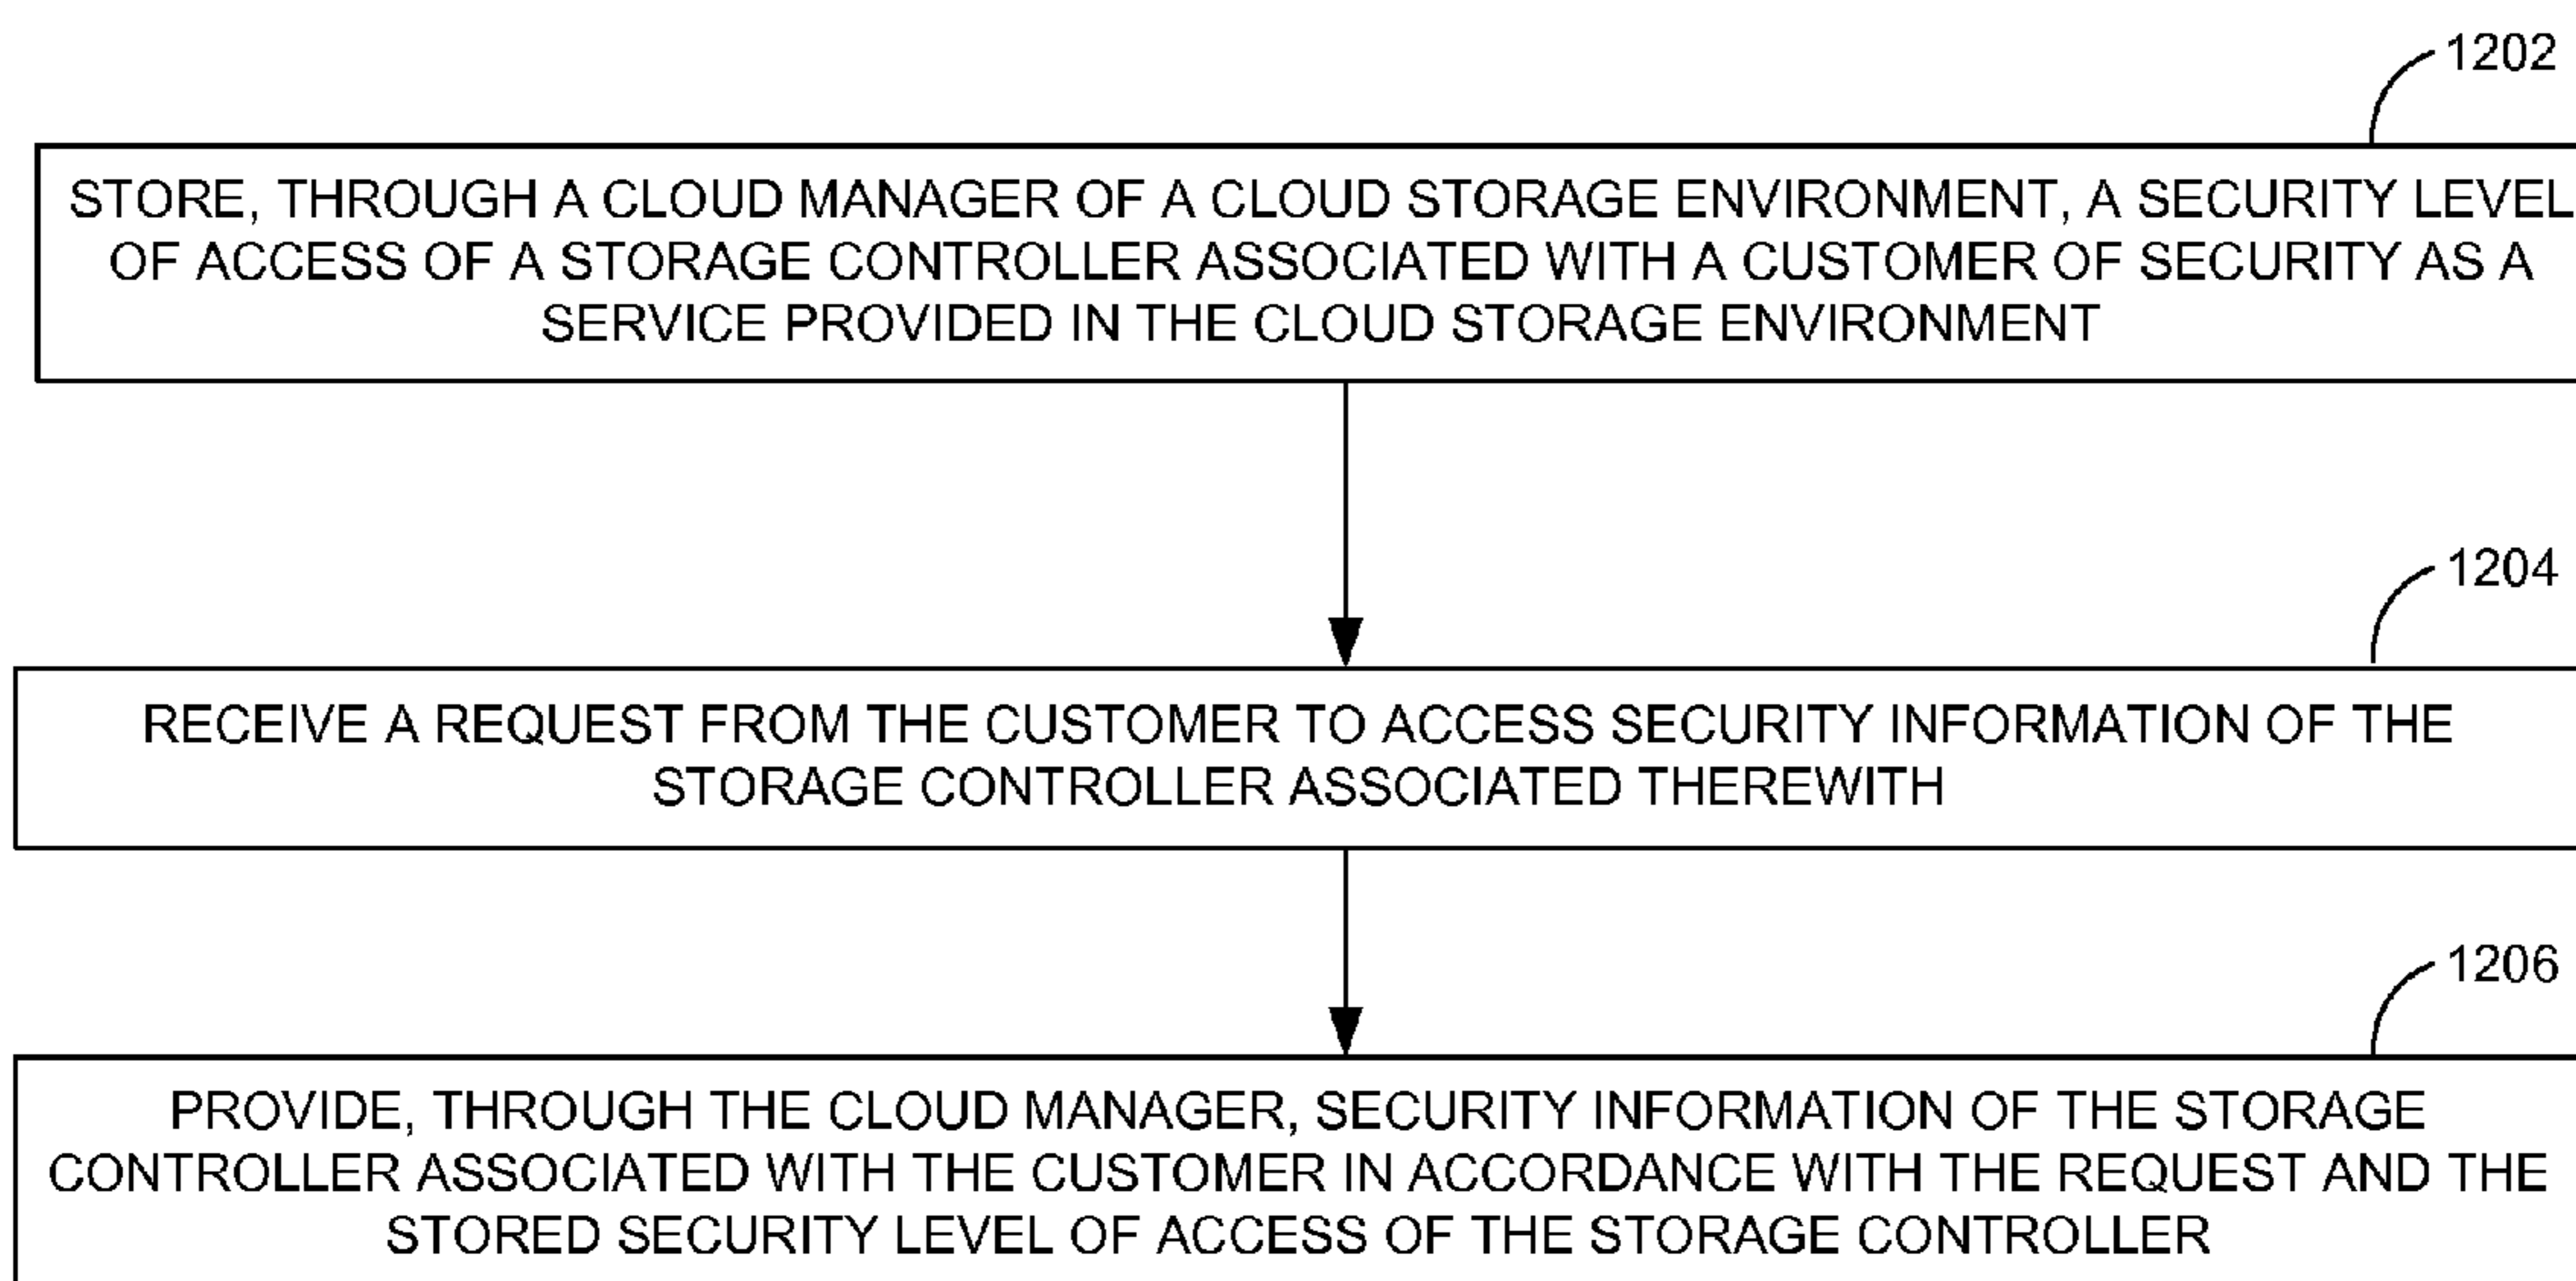 1202
STORE, THROUGH A CLOUD MANAGER OF A CLOUD STORAGE ENVIRONMENT, A SECURITY LEVEL
OF ACCESS OF A STORAGE CONTROLLER ASSOCIATED WITH A CUSTOMER OF SECURITY AS A
SERVICE PROVIDED IN THE CLOUD STORAGE ENVIRONMENT
1204
RECEIVE A REQUEST FROM THE CUSTOMER TO ACCESS SECURITY INFORMATION OF THE
STORAGE CONTROLLER ASSOCIATED THEREWITH
1206
PROVIDE, THROUGH THE CLOUD MANAGER, SECURITY INFORMATION OF THE STORAGE
CONTROLLER ASSOCIATED WITH THE CUSTOMER IN ACCORDANCE WITH THE REQUEST AND THE
STORED SECURITY LEVEL OF ACCESS OF THE STORAGE CONTROLLER